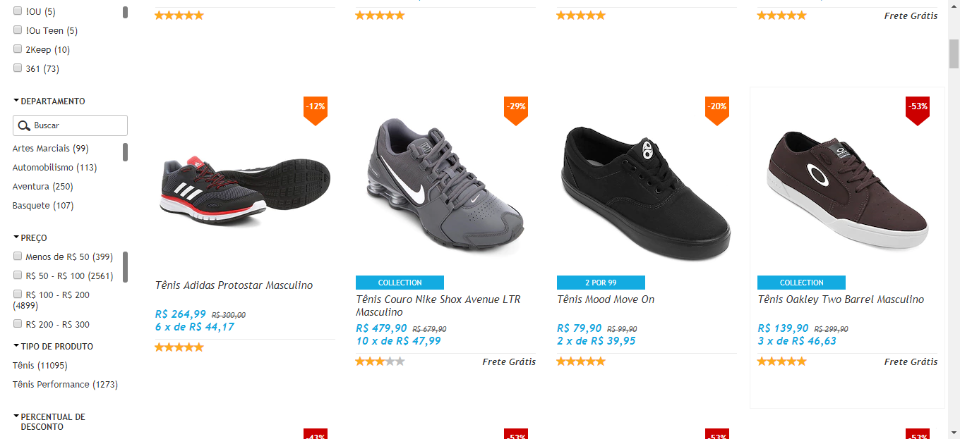 !OU (5)
!Ou Teen (5)
2Keep (10)
361 (73)
DEPARTAMENTO
Buscar
Artes Marciais (99)
Automobilismo (113)
Aventura (250)
Basquete (107)
PREÇO
Menos de R$ 50 (399)
R$ 50 - R$ 100 (2561)
R$ 100 - R$ 200
(4899)
R$ 200 - R$ 300
TIPO DE PRODUTO
Tênis (11095)
Tênis Performance (1273)
PERCENTUAL DE
DESCONTO
Frete Grátis
-12%
Tênis Adidas Protostar Masculino
R$ 264,99 R$ 300,00
6 x de R$ 44,17
-29%
COLLECTION
Tênis Couro Nike Shox Avenue LTR
Masculino
R$ 479,90 R$ 679,90
10 x de R$ 47,99
Frete Grátis
-20%
2 POR 99
Tênis Mood Move On
R$ 79,90 R$ 99,90
2 x de R$ 39,95
-53%
COLLECTION
Tênis Oakley Two Barrel Masculino
R$ 139,90 R$ 299,90
3 x de R$ 46,63
Frete Grátis
-43%
-53%
-53%
-53%